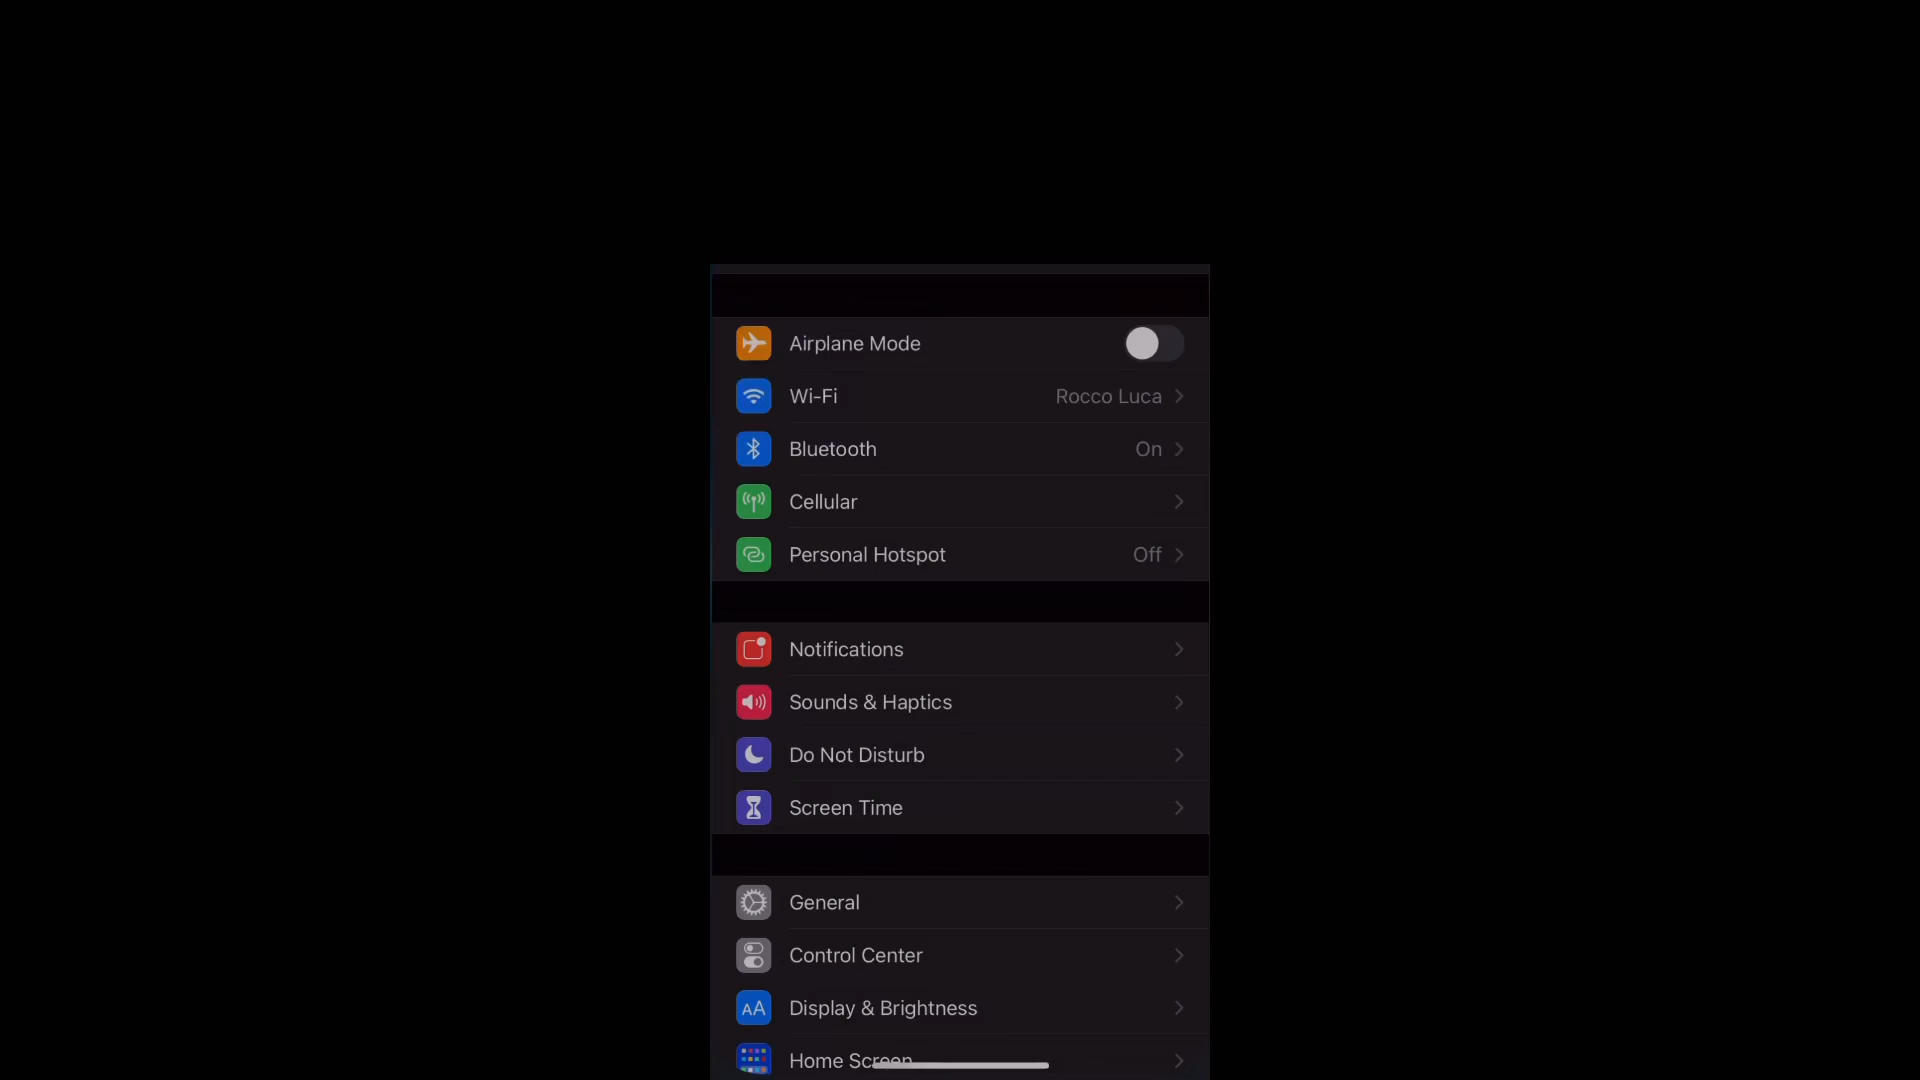 Airplane Mode
Wi-Fi Rocco Luca
Bluetooth On
Cellular
Personal Hotspot Off
Notifications
Sounds & Haptics
Do Not Disturb
Screen Time
General
Control Center
AA Display & Brightness
Home Screen